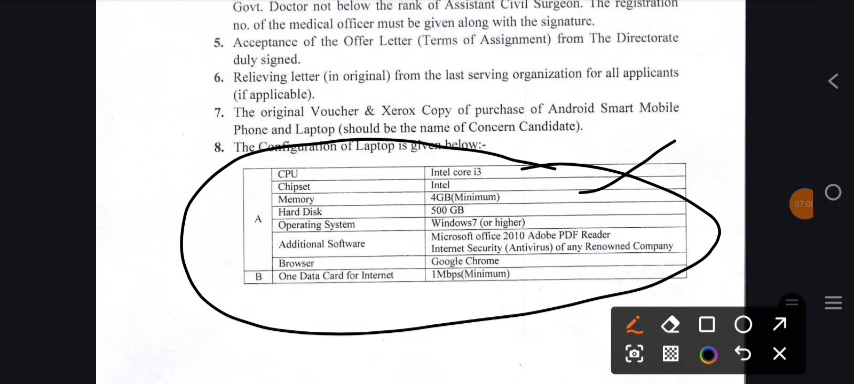 Govt. Doctor not below the rank of Assistant Civil Surgeon. The registration
no. of the medical officer must be given along with the signature.
5. Acceptance of the Offer Letter (Terms of Assignment) from The Directorate
duly signed.
6. Relieving letter (in original) from the last serving organization for all applicants
(if applicable).
7. The original Voucher & Xerox Copy of purchase of Android Smart Mobile
Phone and Laptop (should be the name of Concern Candidate).
8. The Configuration of Laptop is given below:-
A
CPU Intel core i3
Chipset Intel
Memory 4GB(Minimum)
Hard Disk 500 GB
Operating System Windows7 (or higher)
Additional Software Microsoft office 2010 Adobe PDF Reader
Internet Security (Antivirus) of any Renowned Company
Browser Google Chrome
B One Data Card for Internet 1Mbps(Minimum)